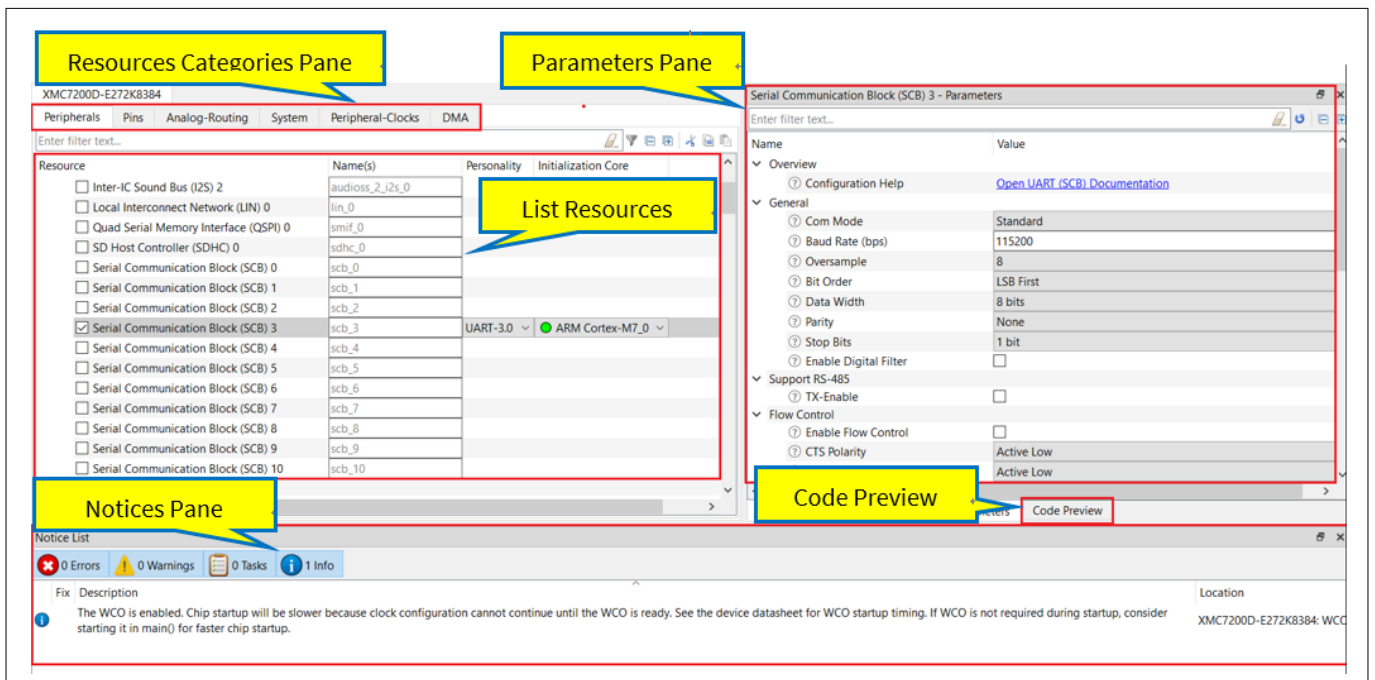 Resources Categories Pane
Parameters Pane
XMC7200D-E272K8384
Peripherals Pins Analog-Routing System Peripheral-Clocks DMA
Enter filter text...
Resource Name(s) Personality Initialization Core
Inter-IC Sound Bus (I2S) 2 audioss_2_i2s_0
Local Interconnect Network (LIN) 0 lin_0
Quad Serial Memory Interface (QSPI) 0 smif_0
SD Host Controller (SDHC) 0 sdhc_0
Serial Communication Block (SCB) 0 scb_0
Serial Communication Block (SCB) 1 scb_1
Serial Communication Block (SCB) 2 scb_2
Serial Communication Block (SCB) 3 scb_3 UART-3.0 ARM Cortex-M7_0
Serial Communication Block (SCB) 4 scb_4
Serial Communication Block (SCB) 5 scb_5
Serial Communication Block (SCB) 6 scb_6
Serial Communication Block (SCB) 7 scb_7
Serial Communication Block (SCB) 8 scb_8
Serial Communication Block (SCB) 9 scb_9
Serial Communication Block (SCB) 10 scb_10
List Resources
Serial Communication Block (SCB) 3 - Parameters
Enter filter text...
Name Value
Overview
Configuration Help Open UART (SCB) Documentation
General
Com Mode Standard
Baud Rate (bps) 115200
Oversample 8
Bit Order LSB First
Data Width 8 bits
Parity None
Stop Bits 1 bit
Enable Digital Filter
Support RS-485
TX-Enable
Flow Control
Enable Flow Control
CTS Polarity Active Low
Active Low
Code Preview
Code Preview
Notices Pane
Notice List
0 Errors 0 Warnings 0 Tasks 1 Info
Fix Description Location
The WCO is enabled. Chip startup will be slower because clock configuration cannot continue until the WCO is ready. See the device datasheet for WCO startup timing. If WCO is not required during startup, consider
starting it in main() for faster chip startup.
XMC7200D-E272K8384: WCO